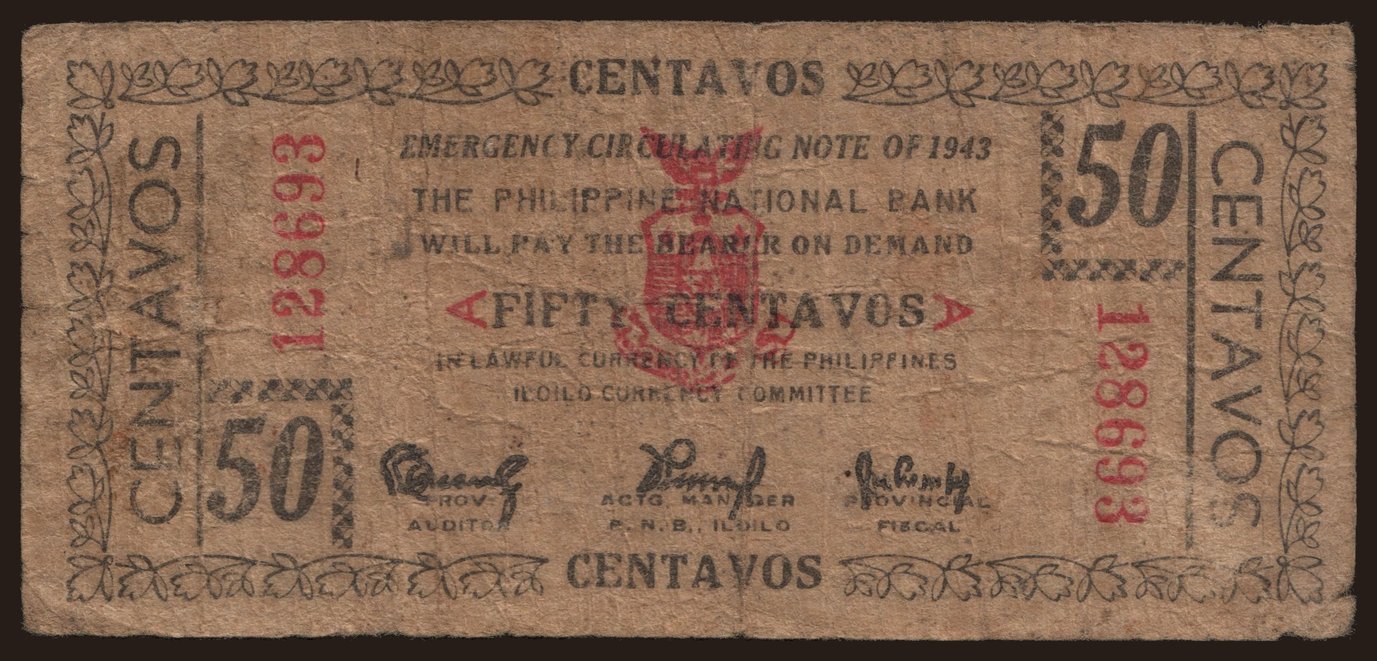 CENTAVOS
EMERGENCY CIRCULATING NOTE OF 1943
THE PHILIPPINE NATIONAL BANK
WILL PAY THE BEARER ON DEMAND
A FIFTY CENTAVOS A
IN LAWFUL CURRENCY OF THE PHILIPPINES
ILOILO CURRENCY COMMITTEE
CENTAVOS
128693
50
50
128693
CENTAVOS
PROV.
AUDITOR
ACTG. MANAGER
P. N. B., ILOILO
PROVINCIAL
FISCAL
CENTAVOS